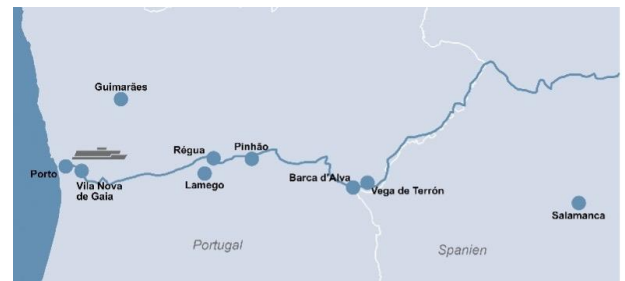 Guimarães
Régua
Pinhão
Porto
Vila Nova
de Gaia
Lamego
Barca d'Alva
Vega de Terrón
Salamanca
Portugal
Spanien